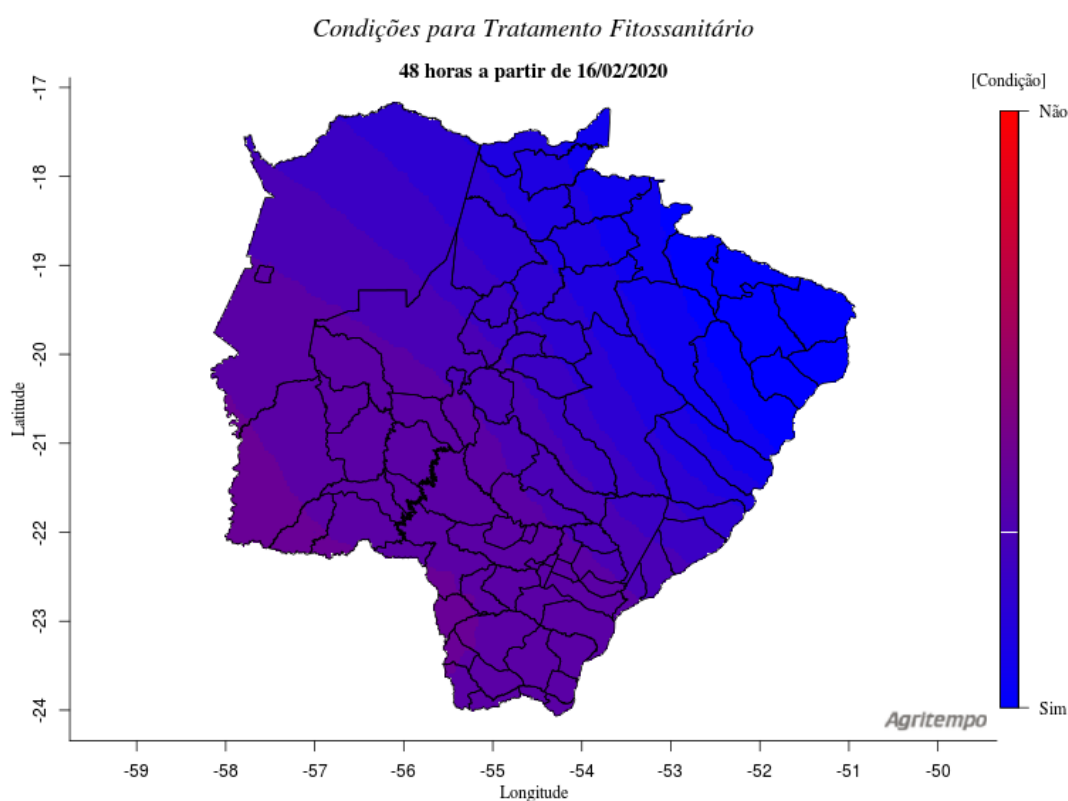 Condições para Tratamento Fitossanitário
48 horas a partir de 16/02/2020
[Condição]
Não
Sim
Latitude
-17
-18
-19
-20
-21
-22
-23
-24
Agritempo
-59 -58 -57 -56 -55 -54 -53 -52 -51 -50
Longitude